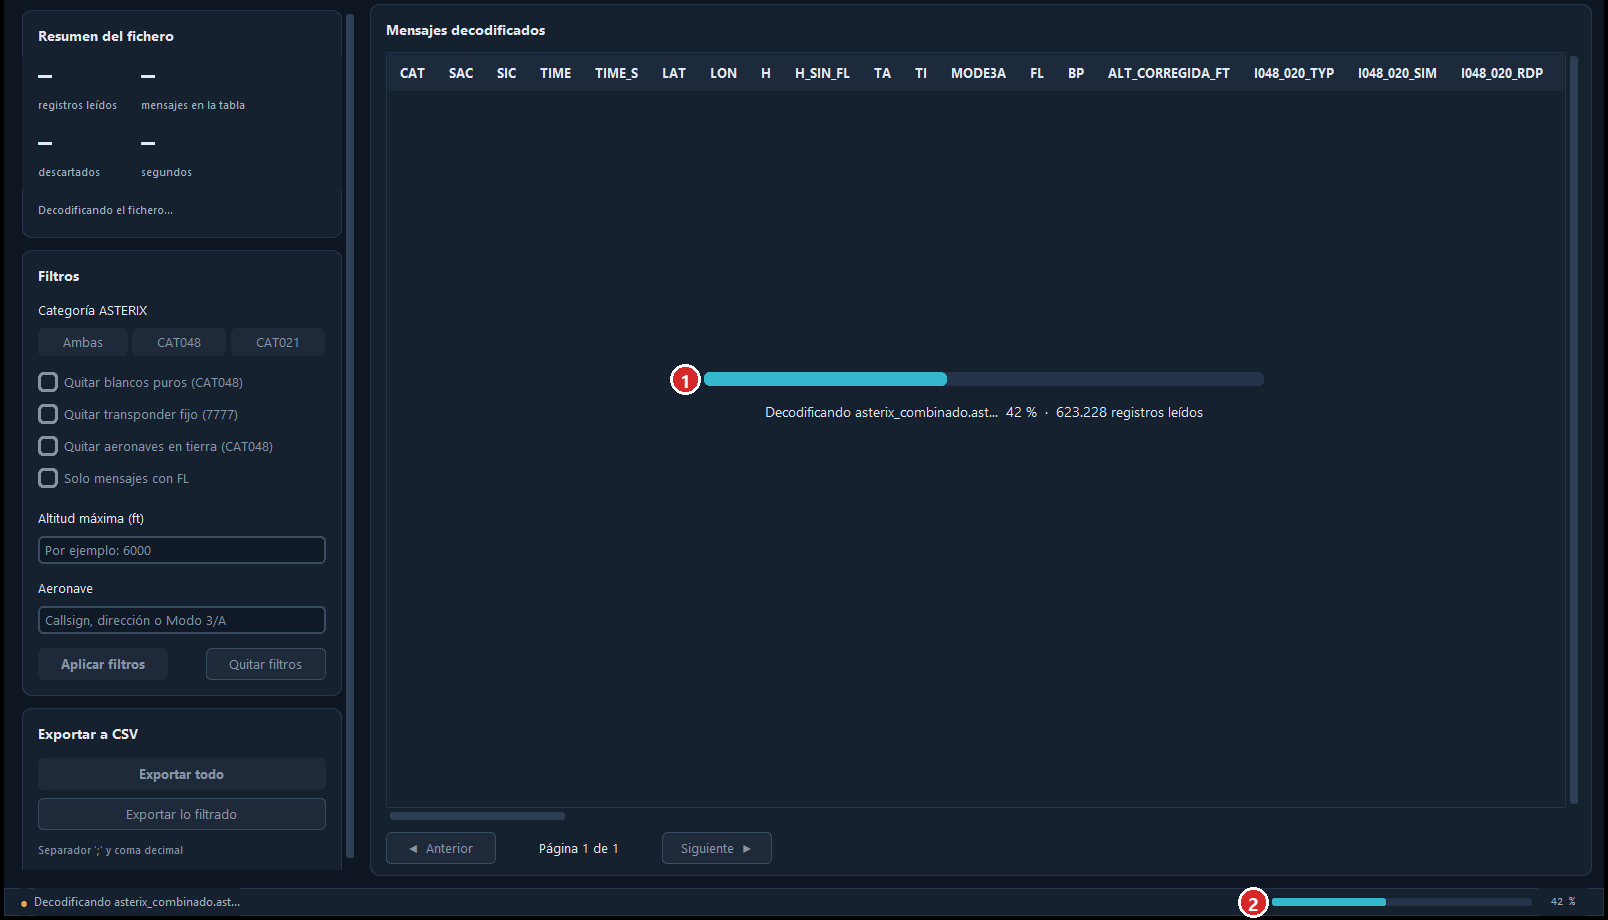 Resumen del fichero
–
–
registros leídos
mensajes en la tabla
–
–
descartados
segundos
Decodificando el fichero...
Filtros
Categoría ASTERIX
Ambas
CAT048
CAT021
Quitar blancos puros (CAT048)
Quitar transponder fijo (7777)
Quitar aeronaves en tierra (CAT048)
Solo mensajes con FL
Altitud máxima (ft)
Por ejemplo: 6000
Aeronave
Callsign, dirección o Modo 3/A
Aplicar filtros
Quitar filtros
Exportar a CSV
Exportar todo
Exportar lo filtrado
Separador ';' y coma decimal
Mensajes decodificados
CAT SAC SIC TIME TIME_S LAT LON H H_SIN_FL TA TI MODE3A FL BP ALT_CORREGIDA_FT I048_020_TYP I048_020_SIM I048_020_RDP
1
Decodificando asterix_combinado.ast... 42 % · 623.228 registros leídos
◄ Anterior
Página 1 de 1
Siguiente ►
Decodificando asterix_combinado.ast...
2
42 %